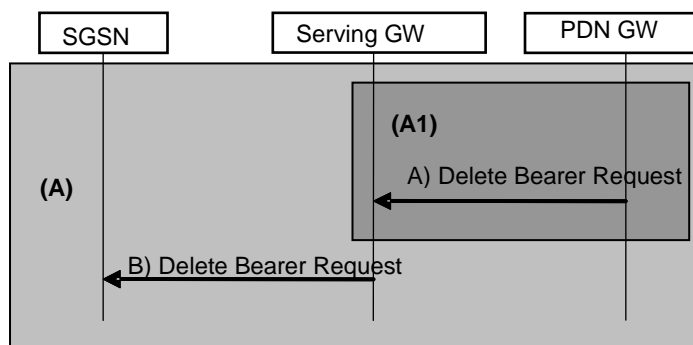 SGSN
Serving GW
PDN GW
(A1)
(A)
A) Delete Bearer Request
B) Delete Bearer Request